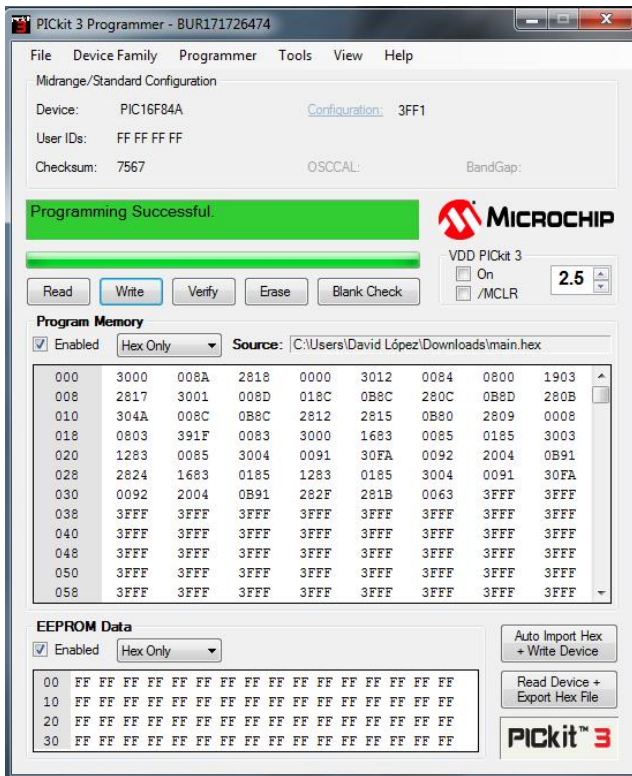 PICkit 3 Programmer - BUR171726474
File Device Family Programmer Tools View Help
Midrange/Standard Configuration
Device: PIC16F84A Configuration: 3FF1
User IDs: FF FF FF FF
Checksum: 7567 OSCCAL: BandGap:
Programming Successful.
MICROCHIP
VDD PICkit 3
On
/MCLR
2.5
Read Write Verify Erase Blank Check
Program Memory
Enabled Hex Only Source: C:\Users\David López\Downloads\main.hex
000 3000 008A 2818 0000 3012 0084 0800 1903
008 2817 3001 008D 018C 0B8C 280C 0B8D 280B
010 304A 008C 0B8C 2812 2815 0B80 2809 0008
018 0803 391F 0083 3000 1683 0085 0185 3003
020 1283 0085 3004 0091 30FA 0092 2004 0B91
028 2824 1683 0185 1283 0185 3004 0091 30FA
030 0092 2004 0B91 282F 281B 0063 3FFF 3FFF
038 3FFF 3FFF 3FFF 3FFF 3FFF 3FFF 3FFF 3FFF
040 3FFF 3FFF 3FFF 3FFF 3FFF 3FFF 3FFF 3FFF
048 3FFF 3FFF 3FFF 3FFF 3FFF 3FFF 3FFF 3FFF
050 3FFF 3FFF 3FFF 3FFF 3FFF 3FFF 3FFF 3FFF
058 3FFF 3FFF 3FFF 3FFF 3FFF 3FFF 3FFF 3FFF
EEPROM Data
Enabled Hex Only
00 FF FF FF FF FF FF FF FF FF FF FF FF FF FF FF FF
10 FF FF FF FF FF FF FF FF FF FF FF FF FF FF FF FF
20 FF FF FF FF FF FF FF FF FF FF FF FF FF FF FF FF
30 FF FF FF FF FF FF FF FF FF FF FF FF FF FF FF FF
Auto Import Hex
+ Write Device
Read Device +
Export Hex File
PICkit™ 3